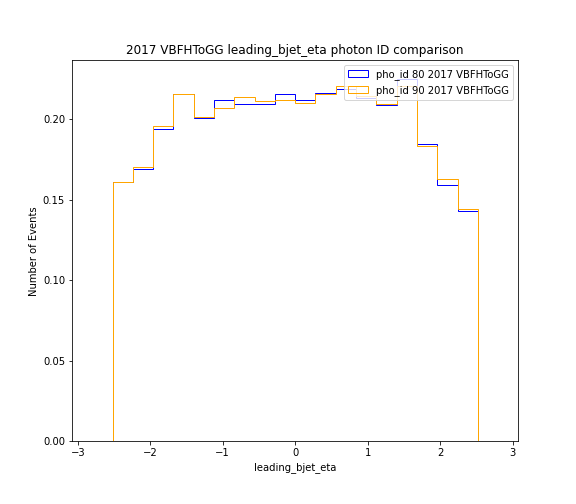 2017 VBFHToGG leading_bjet_eta photon ID comparison
pho_id 80 2017 VBFHToGG
pho_id 90 2017 VBFHToGG
Number of Events
0.20
0.15
0.10
0.05
0.00
−3
−2
−1
0
1
2
3
leading_bjet_eta